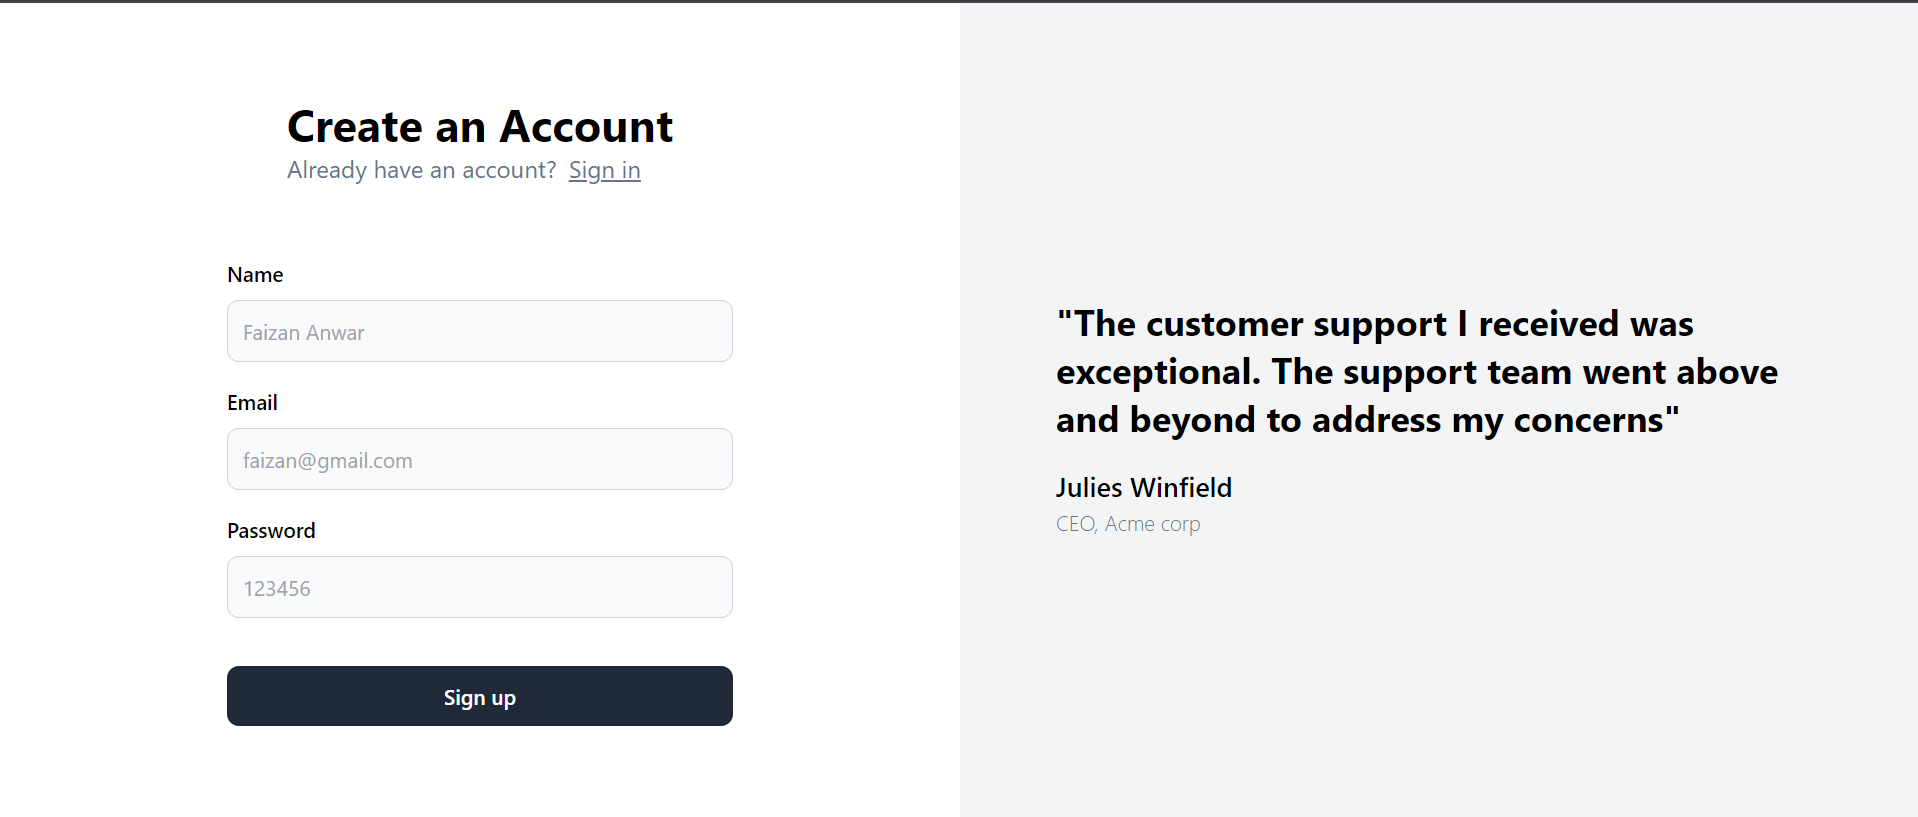 Create an Account
Already have an account? Sign in
Name
Faizan Anwar
Email
faizan@gmail.com
Password
123456
Sign up
"The customer support I received was
exceptional. The support team went above
and beyond to address my concerns"
Julies Winfield
CEO, Acme corp